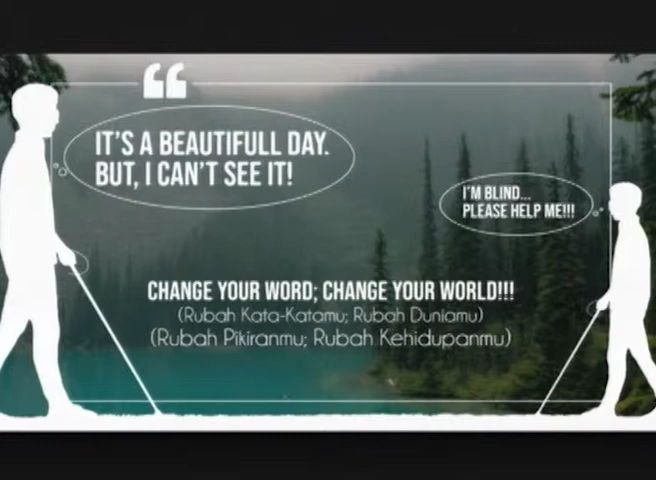 IT'S A BEAUTIFULL DAY.
BUT, I CAN'T SEE IT!
I'M BLIND...
PLEASE HELP ME!!!
CHANGE YOUR WORD; CHANGE YOUR WORLD!!!
(Rubah Kata-Katamu; Rubah Duniamu)
(Rubah Pikiranmu; Rubah Kehidupanmu)